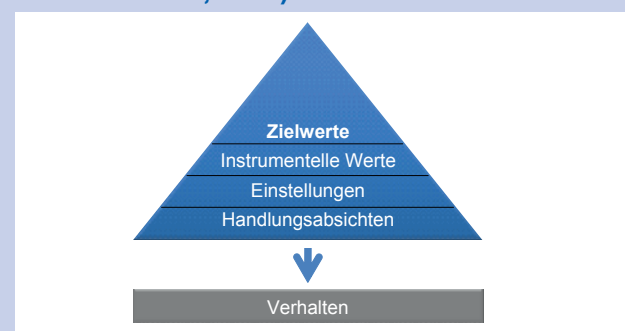 Zielwerte
Instrumentelle Werte
Einstellungen
Handlungsabsichten
Verhalten